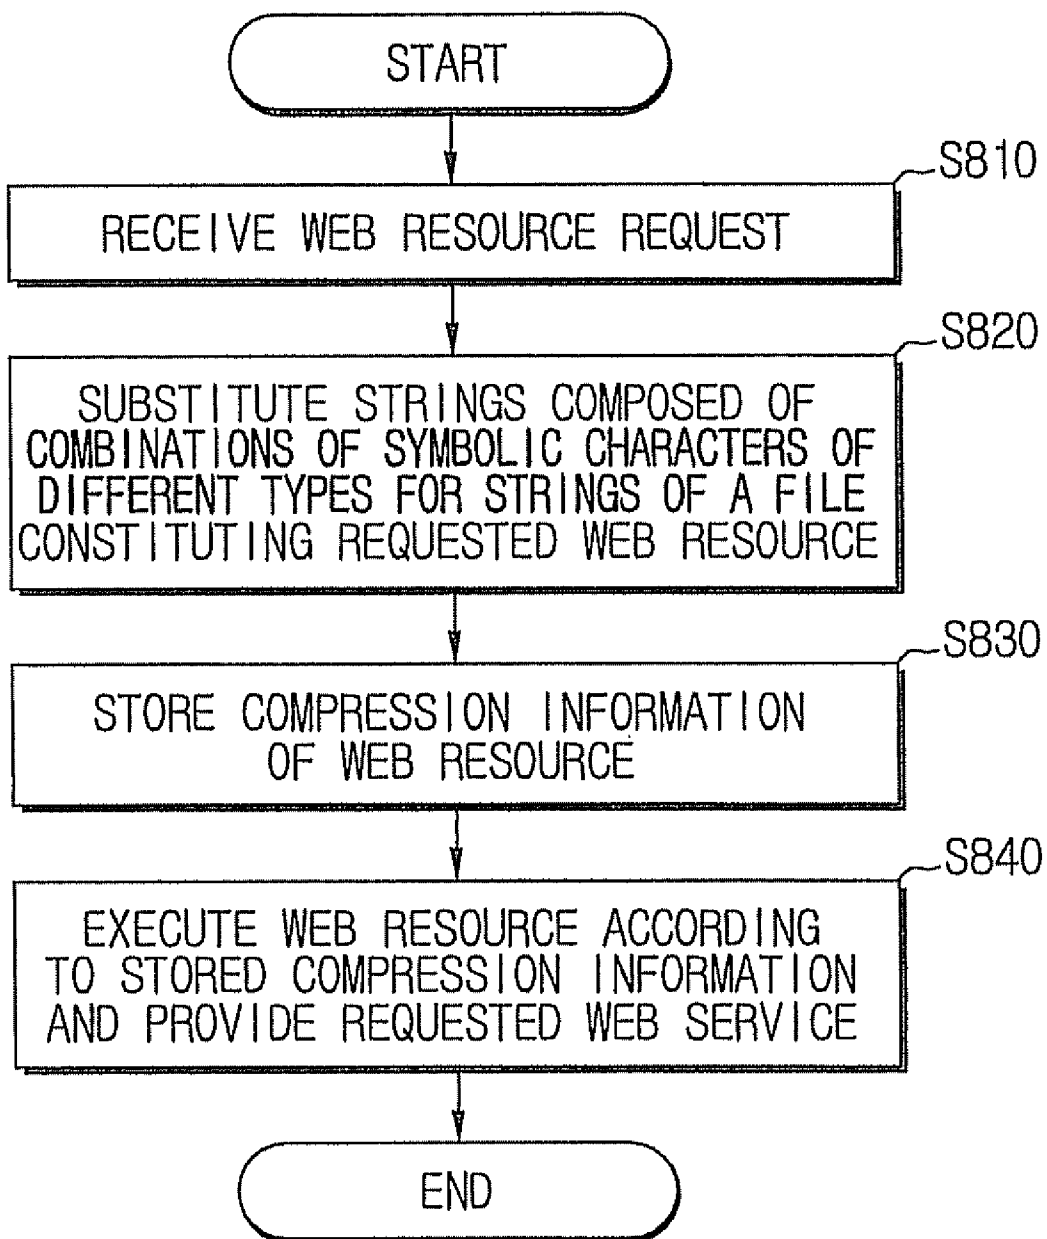 START
S810
RECEIVE WEB RESOURCE REQUEST
S820
SUBSTITUTE STRINGS COMPOSED OF
COMBINATIONS OF SYMBOLIC CHARACTERS OF
DIFFERENT TYPES FOR STRINGS OF A FILE
CONSTITUTING REQUESTED WEB RESOURCE
S830
STORE COMPRESSION INFORMATION
OF WEB RESOURCE
S840
EXECUTE WEB RESOURCE ACCORDING
TO STORED COMPRESSION INFORMATION
AND PROVIDE REQUESTED WEB SERVICE
END